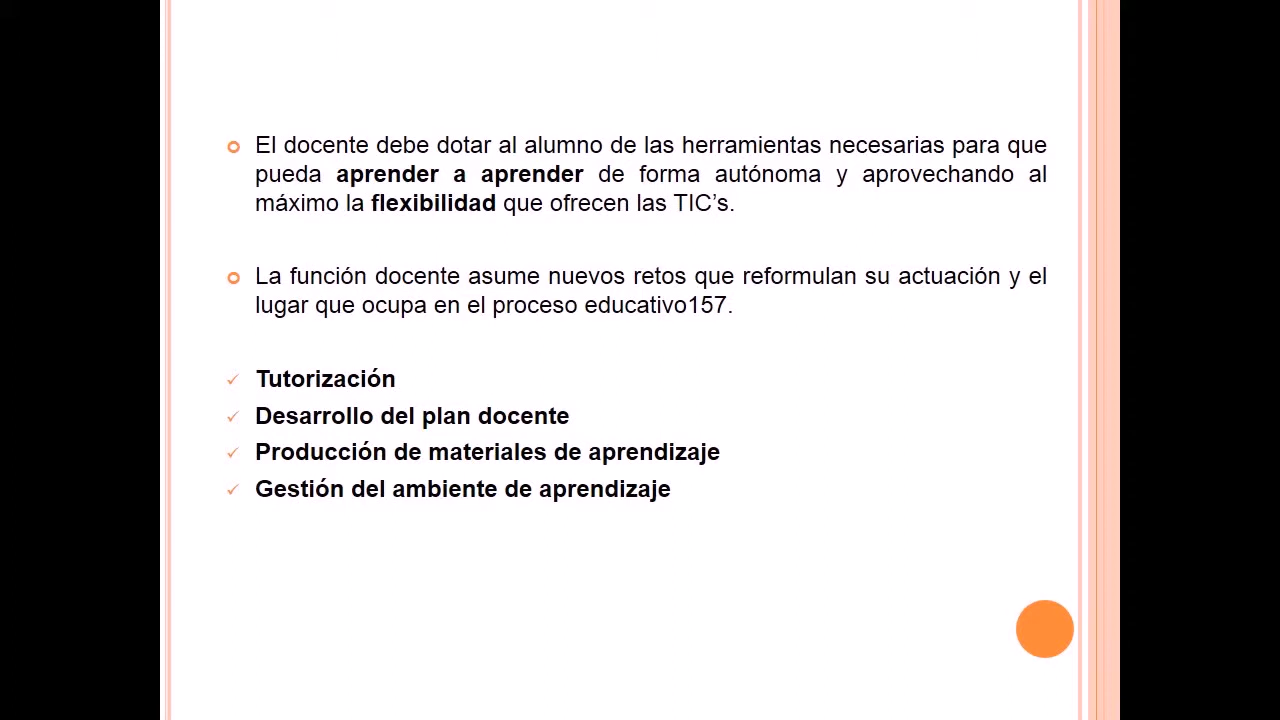 El docente debe dotar al alumno de las herramientas necesarias para que
pueda aprender a aprender de forma autónoma y aprovechando al
máximo la flexibilidad que ofrecen las TIC’s.
La función docente asume nuevos retos que reformulan su actuación y el
lugar que ocupa en el proceso educativo157.
Tutorización
Desarrollo del plan docente
Producción de materiales de aprendizaje
Gestión del ambiente de aprendizaje